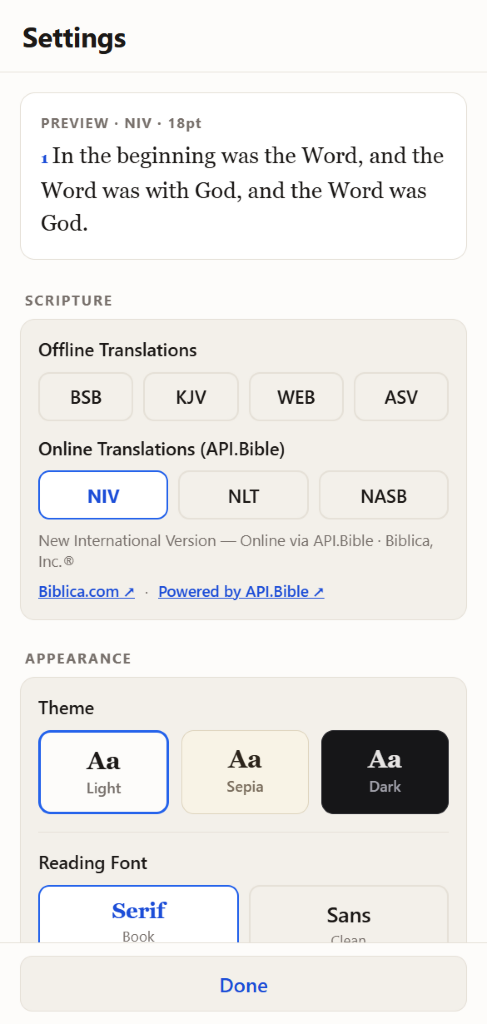 Settings
PREVIEW · NIV · 18pt
1 In the beginning was the Word, and the
Word was with God, and the Word was
God.
SCRIPTURE
Offline Translations
BSB KJV WEB ASV
Online Translations (API.Bible)
NIV NLT NASB
New International Version — Online via API.Bible · Biblica,
Inc.®
Biblica.com ↗ · Powered by API.Bible ↗
APPEARANCE
Theme
Aa Aa Aa
Light Sepia Dark
Reading Font
Serif Sans
Book Clean
Done